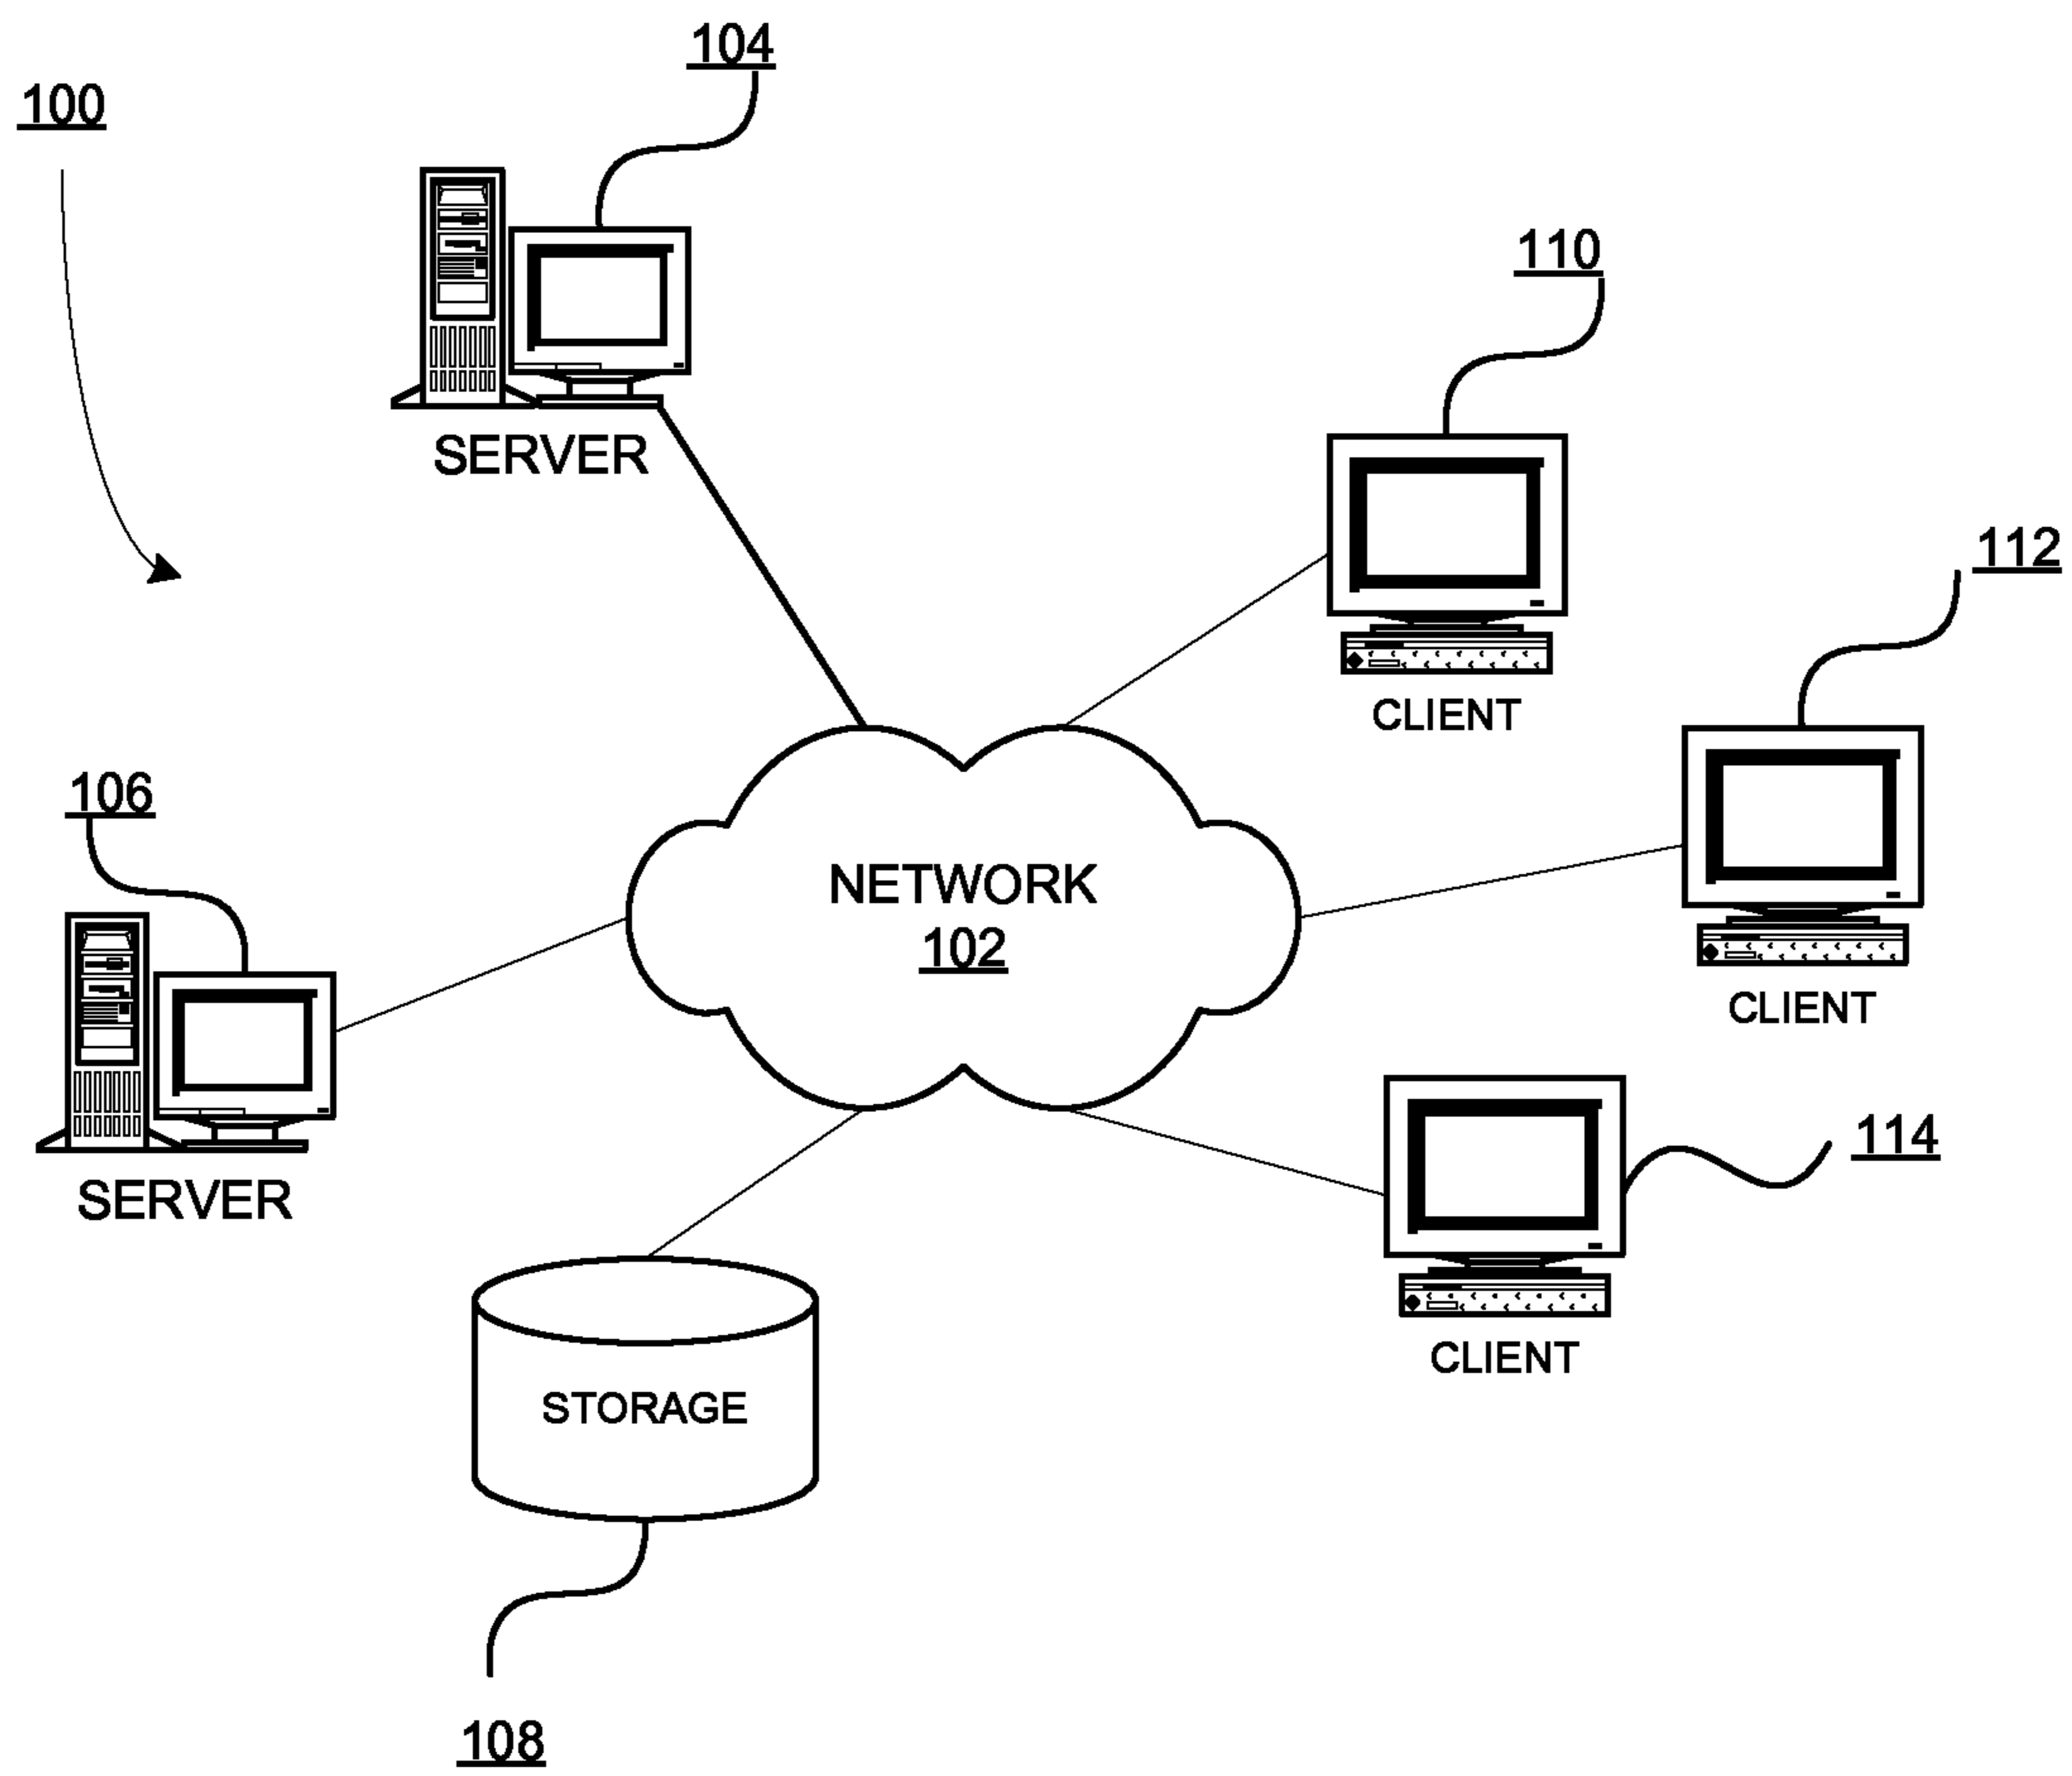 104
100
110
SERVER
112
CLIENT
106
NETWORK
102
CLIENT
114
SERVER
CLIENT
STORAGE
108